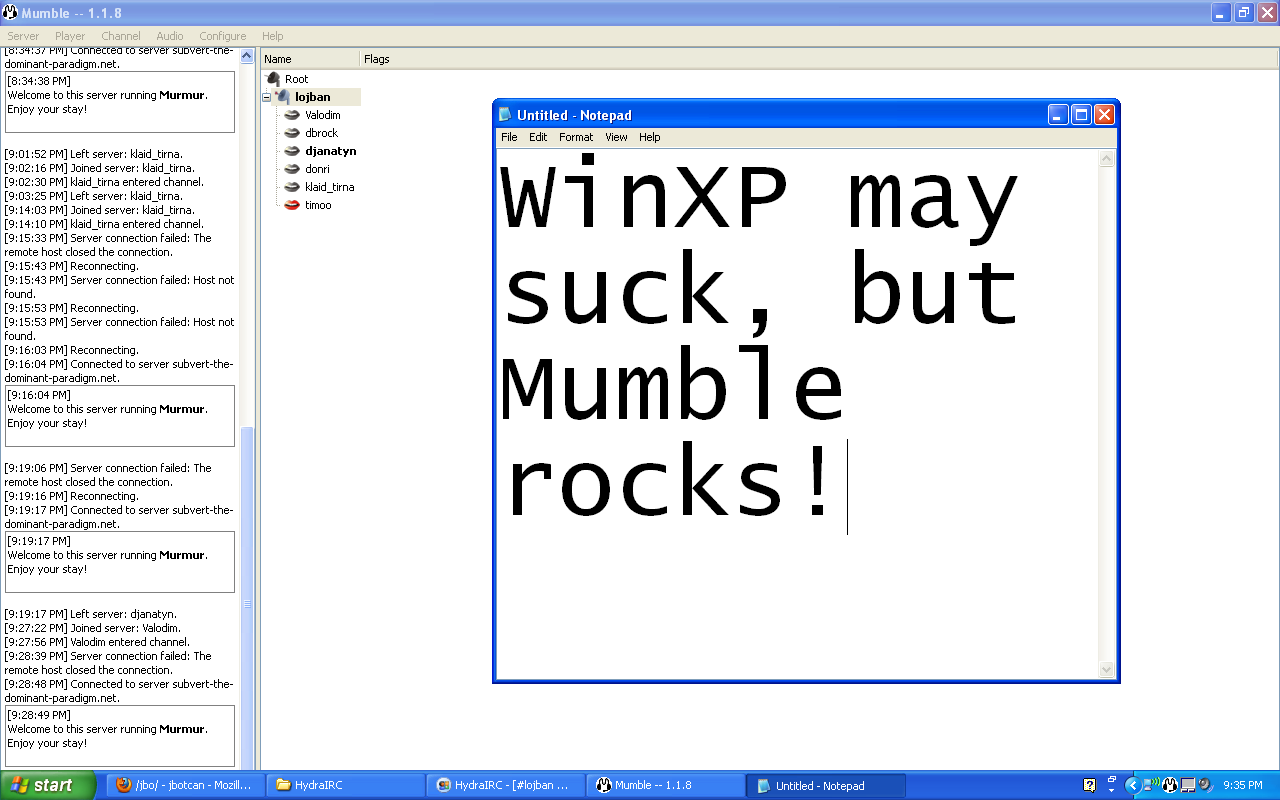 Mumble -- 1.1.8
Server Player Channel Audio Configure Help
[8:34:37 PM] Connected to server subvert-the-
dominant-paradigm.net.
[8:34:38 PM]
Welcome to this server running Murmur.
Enjoy your stay!
[9:01:52 PM] Left server: klaid_tirna.
[9:02:16 PM] Joined server: klaid_tirna.
[9:02:30 PM] klaid_tirna entered channel.
[9:03:25 PM] Left server: klaid_tirna.
[9:14:03 PM] Joined server: klaid_tirna.
[9:14:10 PM] klaid_tirna entered channel.
[9:15:33 PM] Server connection failed: The
remote host closed the connection.
[9:15:43 PM] Reconnecting.
[9:15:43 PM] Server connection failed: Host not
found.
[9:15:53 PM] Reconnecting.
[9:15:53 PM] Server connection failed: Host not
found.
[9:16:03 PM] Reconnecting.
[9:16:04 PM] Connected to server subvert-the-
dominant-paradigm.net.
[9:16:04 PM]
Welcome to this server running Murmur.
Enjoy your stay!
[9:19:06 PM] Server connection failed: The
remote host closed the connection.
[9:19:16 PM] Reconnecting.
[9:19:17 PM] Connected to server subvert-the-
dominant-paradigm.net.
[9:19:17 PM]
Welcome to this server running Murmur.
Enjoy your stay!
[9:19:17 PM] Left server: djanatyn.
[9:27:22 PM] Joined server: Valodim.
[9:27:56 PM] Valodim entered channel.
[9:28:39 PM] Server connection failed: The
remote host closed the connection.
[9:28:48 PM] Connected to server subvert-the-
dominant-paradigm.net.
[9:28:49 PM]
Welcome to this server running Murmur.
Enjoy your stay!
Name Flags
Root
lojban
Valodim
dbrock
djanatyn
donri
klaid_tirna
timoo
Untitled - Notepad
File Edit Format View Help
WinXP may
suck, but
Mumble
rocks!
start /jbo/ - jbotcan - Mozill... HydraIRC HydraIRC - [#lojban ... Mumble -- 1.1.8 Untitled - Notepad 9:35 PM